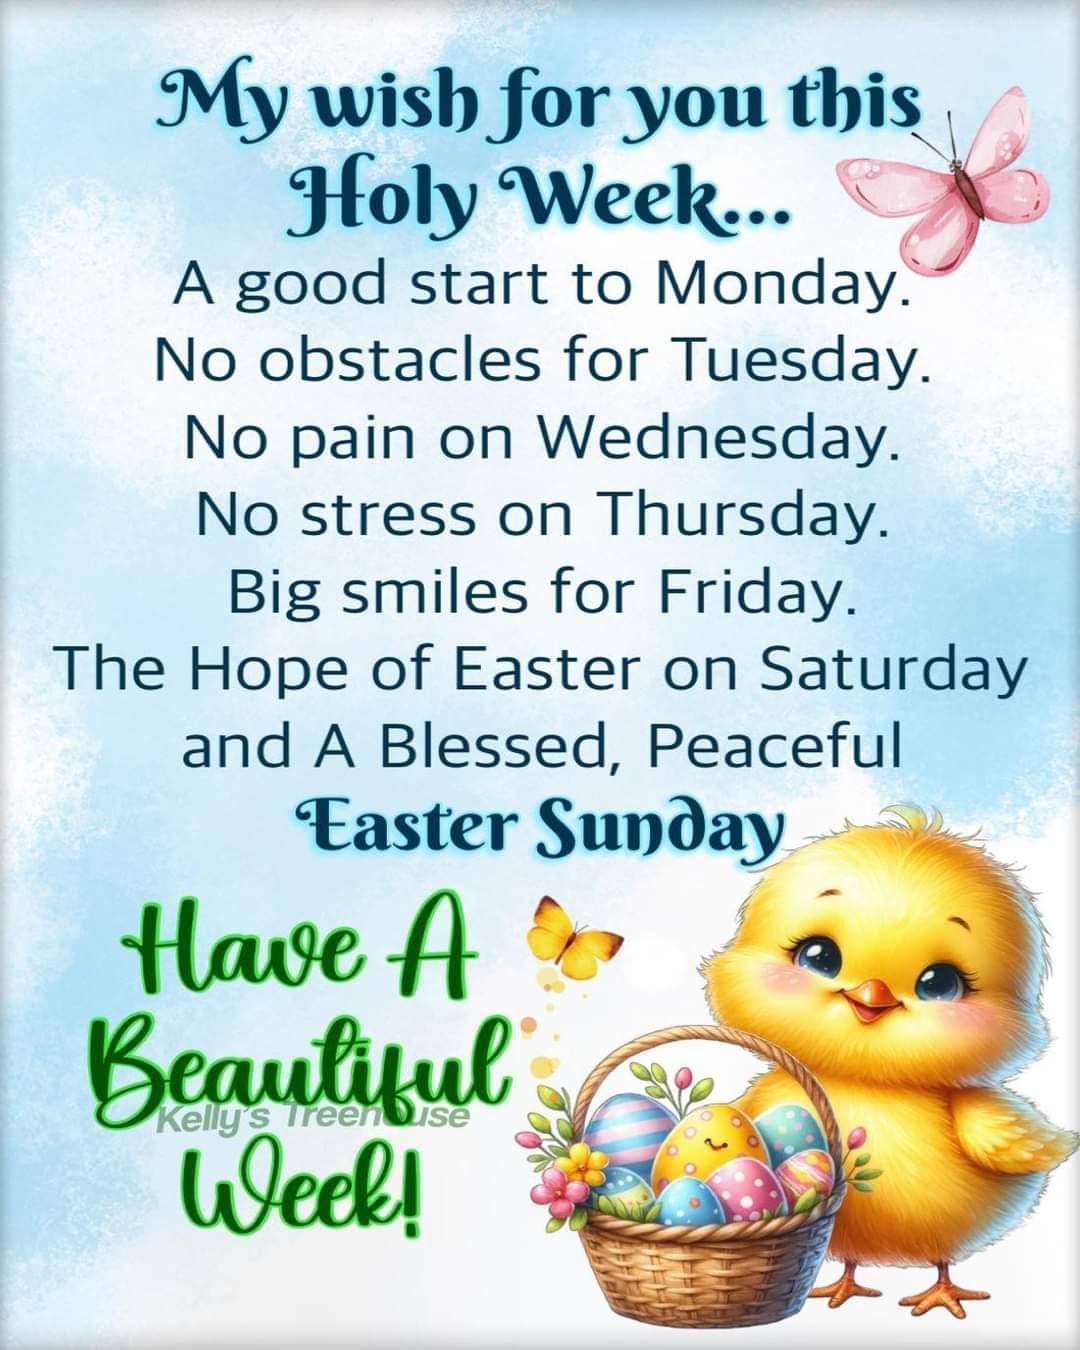 My wish for you this
Holy Week...
A good start to Monday.
No obstacles for Tuesday.
No pain on Wednesday.
No stress on Thursday.
Big smiles for Friday.
The Hope of Easter on Saturday
and A Blessed, Peaceful
Easter Sunday
Have A
Beautiful
Kelly's Treehouse
Week!